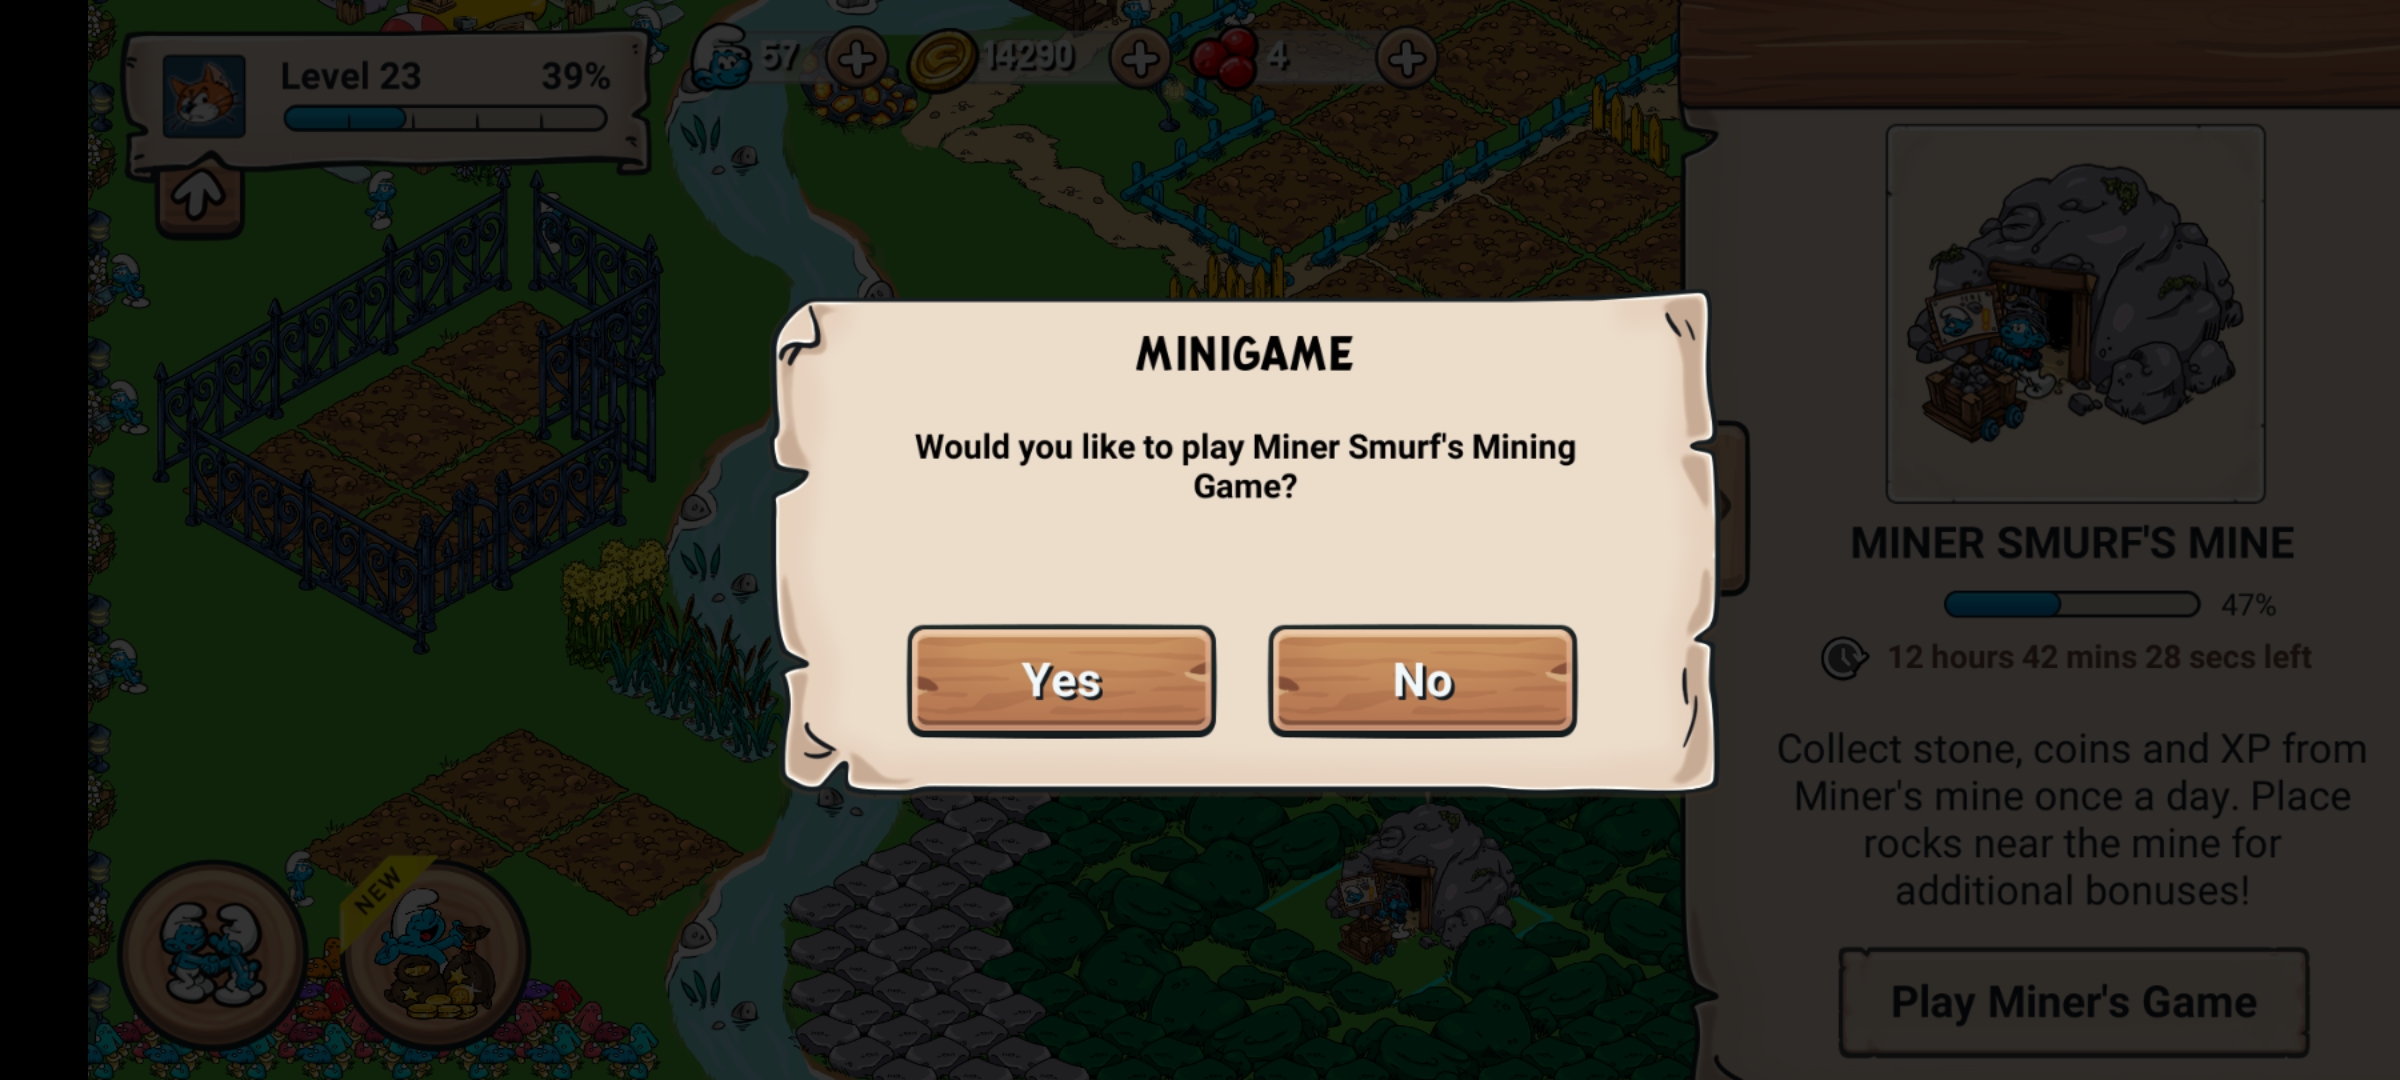 Level 23
39%
57
14290
4
MINIGAME
Would you like to play Miner Smurf's Mining
Game?
Yes
No
MINER SMURF'S MINE
47%
12 hours 42 mins 28 secs left
Collect stone, coins and XP from
Miner's mine once a day. Place
rocks near the mine for
additional bonuses!
Play Miner's Game
NEW